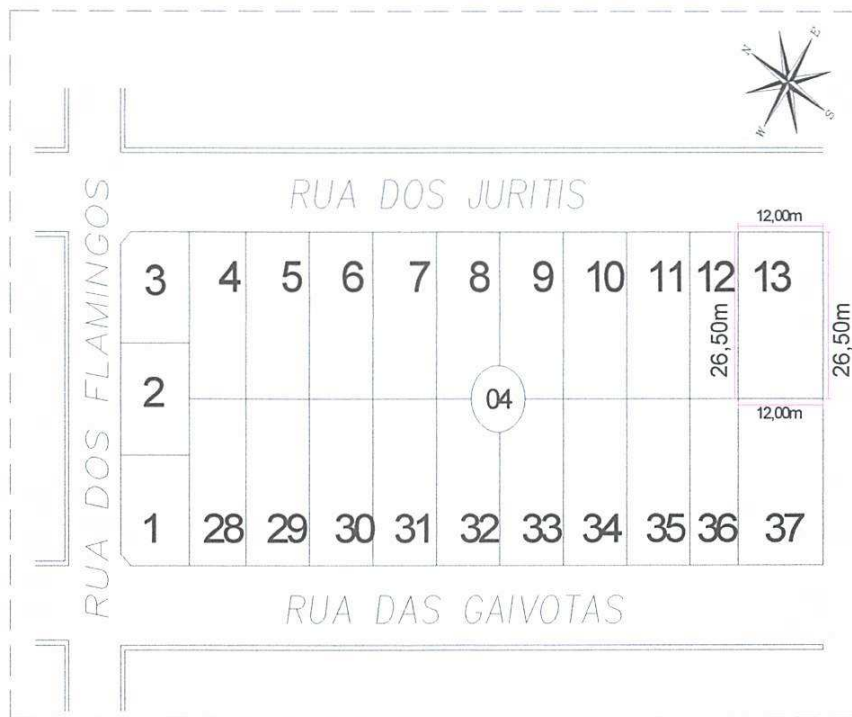 N E
W S
RUA DOS JURITIS
RUA DOS FLAMINGOS
12,00m
3 4 5 6 7 8 9 10 11 12 13
26,50m
26,50m
2
04
12,00m
1 28 29 30 31 32 33 34 35 36 37
RUA DAS GAIVOTAS